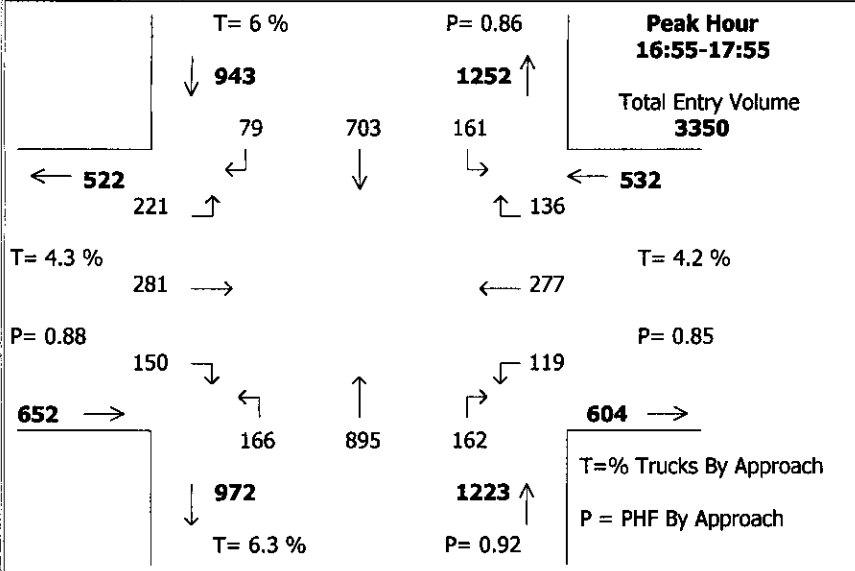 T= 6 % P= 0.86 Peak Hour
16:55-17:55
943 1252
Total Entry Volume
79 703 161 3350
522 532
221 136
T= 4.3 % T= 4.2 %
281 277
P= 0.88 P= 0.85
150 119
652 604
166 895 162
T=% Trucks By Approach
972 1223
P = PHF By Approach
T= 6.3 % P= 0.92